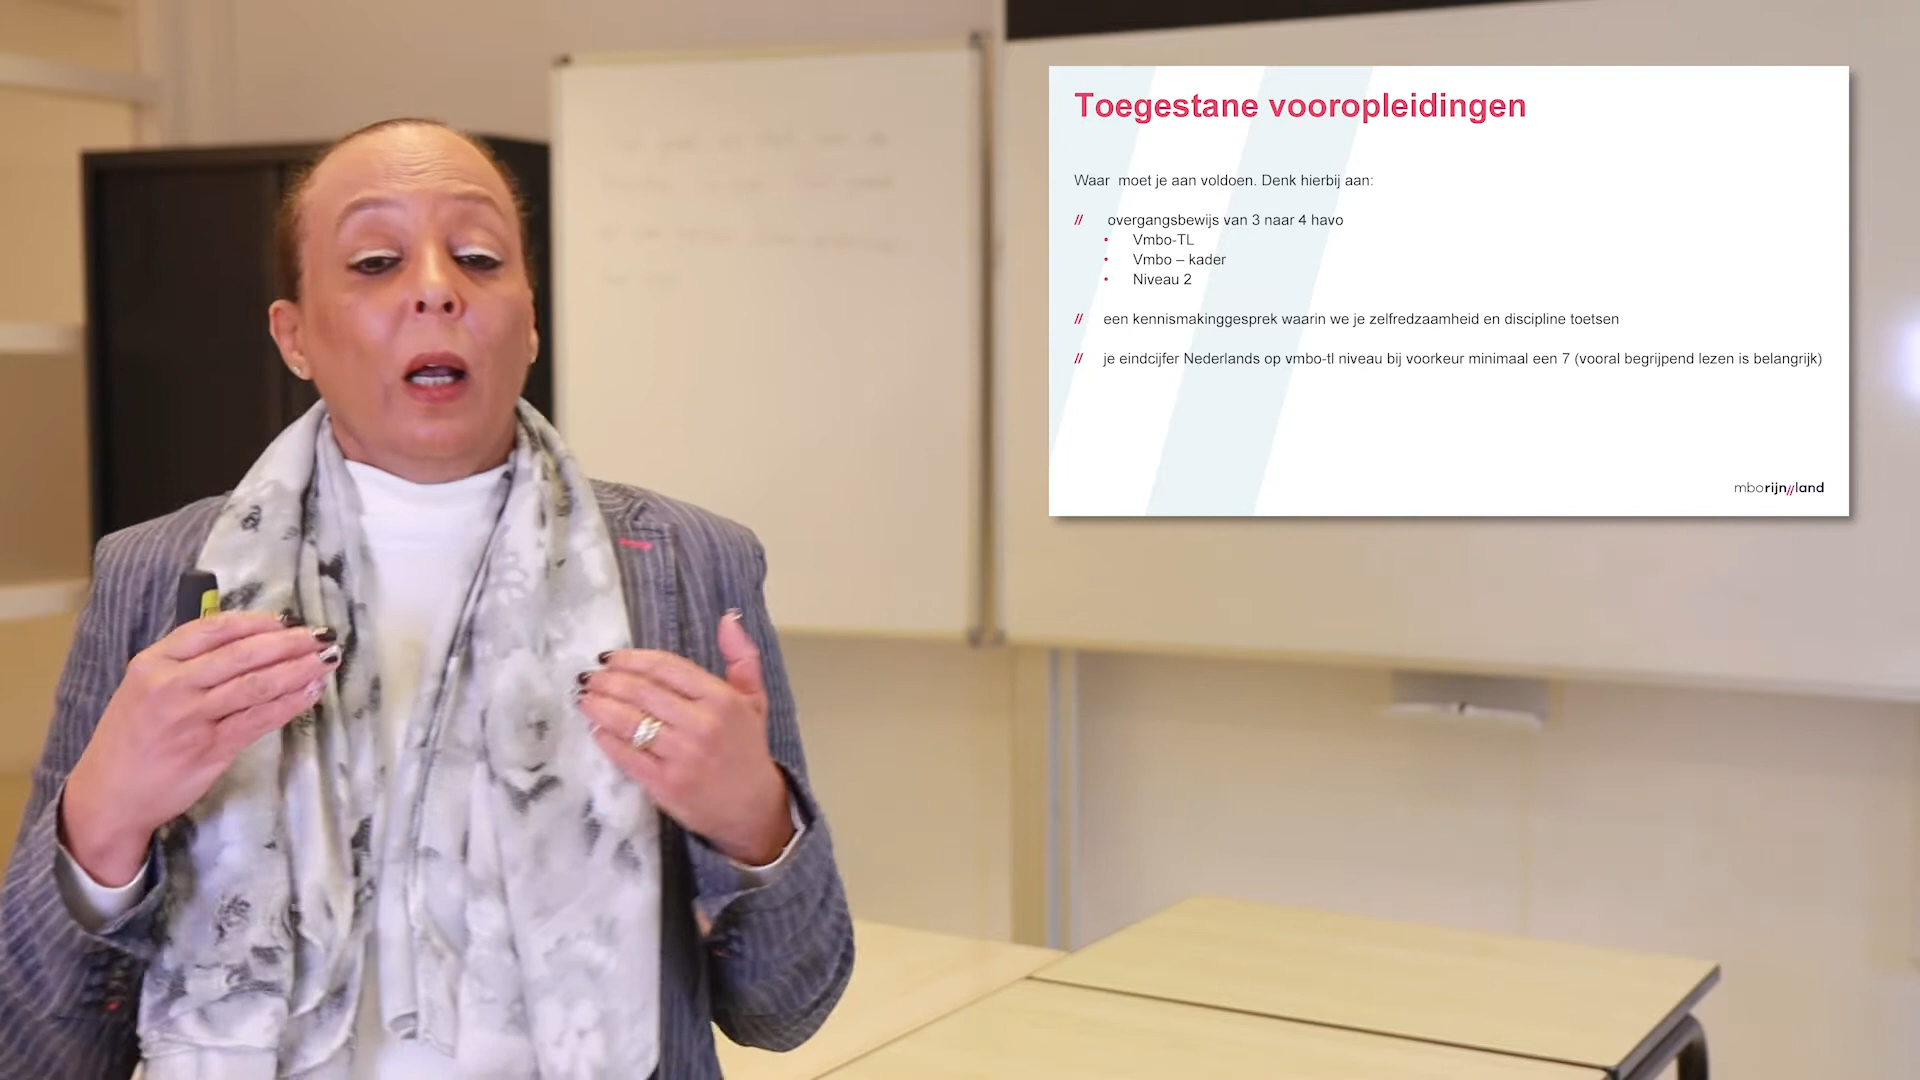 Toegestane vooropleidingen
Waar moet je aan voldoen. Denk hierbij aan:
// overgangsbewijs van 3 naar 4 havo
• Vmbo-TL
• Vmbo – kader
• Niveau 2
// een kennismakinggesprek waarin we je zelfredzaamheid en discipline toetsen
// je eindcijfer Nederlands op vmbo-tl niveau bij voorkeur minimaal een 7 (vooral begrijpend lezen is belangrijk)
mborijn//land